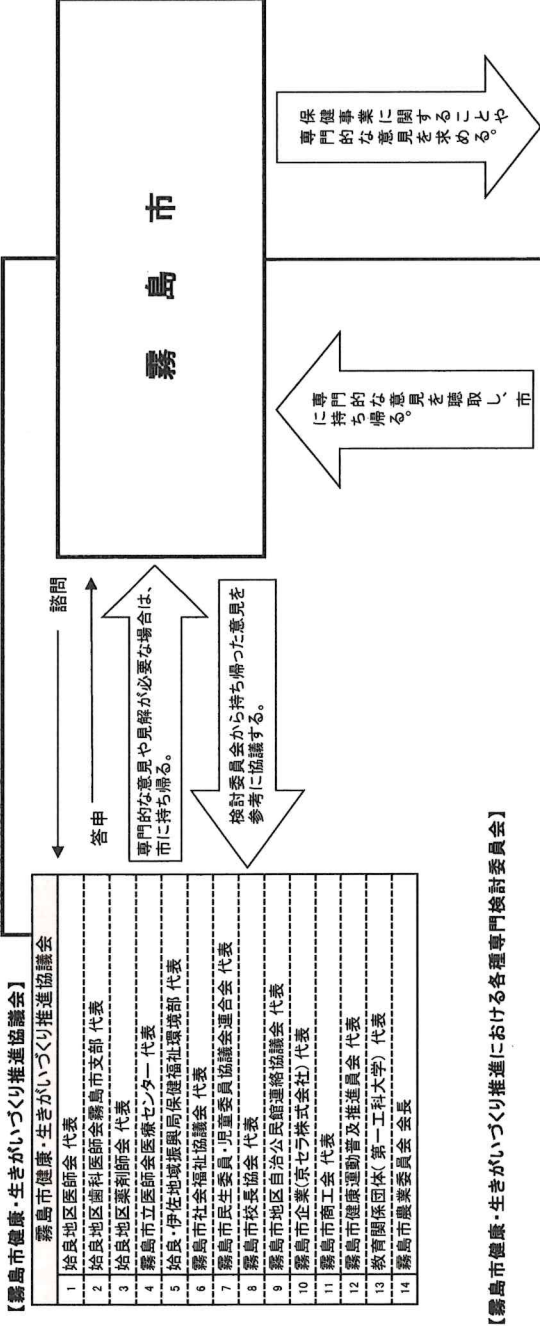 【霧島市健康・生きがいづくり推進協議会】
霧島市健康・生きがいづくり推進協議会
1 姶良地区医師会 代表
2 姶良地区歯科医師会霧島市支部 代表
3 姶良地区薬剤師会 代表
4 霧島市立医師会医療センター 代表
5 姶良・伊佐地域振興局保健福祉環境部 代表
6 霧島市社会福祉協議会 代表
7 霧島市民生委員・児童委員協議会連合会 代表
8 霧島市校長協会 代表
9 霧島市地区自治公民館連絡協議会 代表
10 霧島市企業(京セラ株式会社) 代表
11 霧島市商工会 代表
12 霧島市健康運動普及推進員会 代表
13 教育関係団体(第一工科大学) 代表
14 霧島市農業委員会 会長
諮問
答申
専門的な意見や見解が必要な場合は、
市に持ち帰る。
検討委員会から持ち帰った意見を
参考に協議する。
霧島市
専門的な意見を聴取し、市
に持ち帰る。
保健事業に関することや
専門的な意見を求める。
【霧島市健康・生きがいづくり推進における各種専門検討委員会】